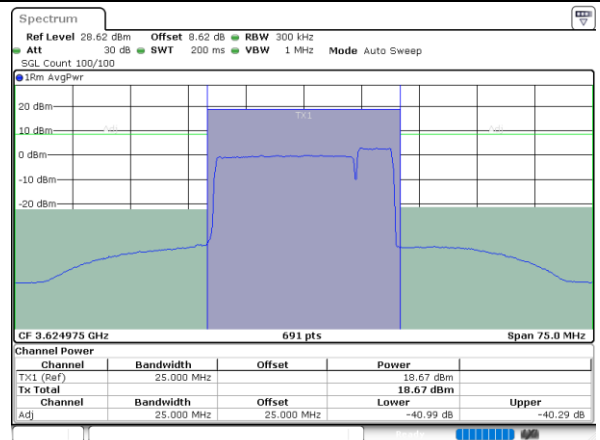 Spectrum
Ref Level 28.62 dBm Offset 8.62 dB RBW 300 kHz
Att 30 dB SWT 200 ms VBW 1 MHz Mode Auto Sweep
SGL Count 100/100
1Rm AvgPwr
TX1
20 dBm
10 dBm
Adj Adj
0 dBm
-10 dBm
-20 dBm
CF 3.624975 GHz 691 pts Span 75.0 MHz
Channel Power
Channel Bandwidth Offset Power
TX1 (Ref) 25.000 MHz 18.67 dBm
Tx Total 18.67 dBm
Channel Bandwidth Offset Lower Upper
Adj 25.000 MHz 25.000 MHz -40.99 dB -40.29 dB